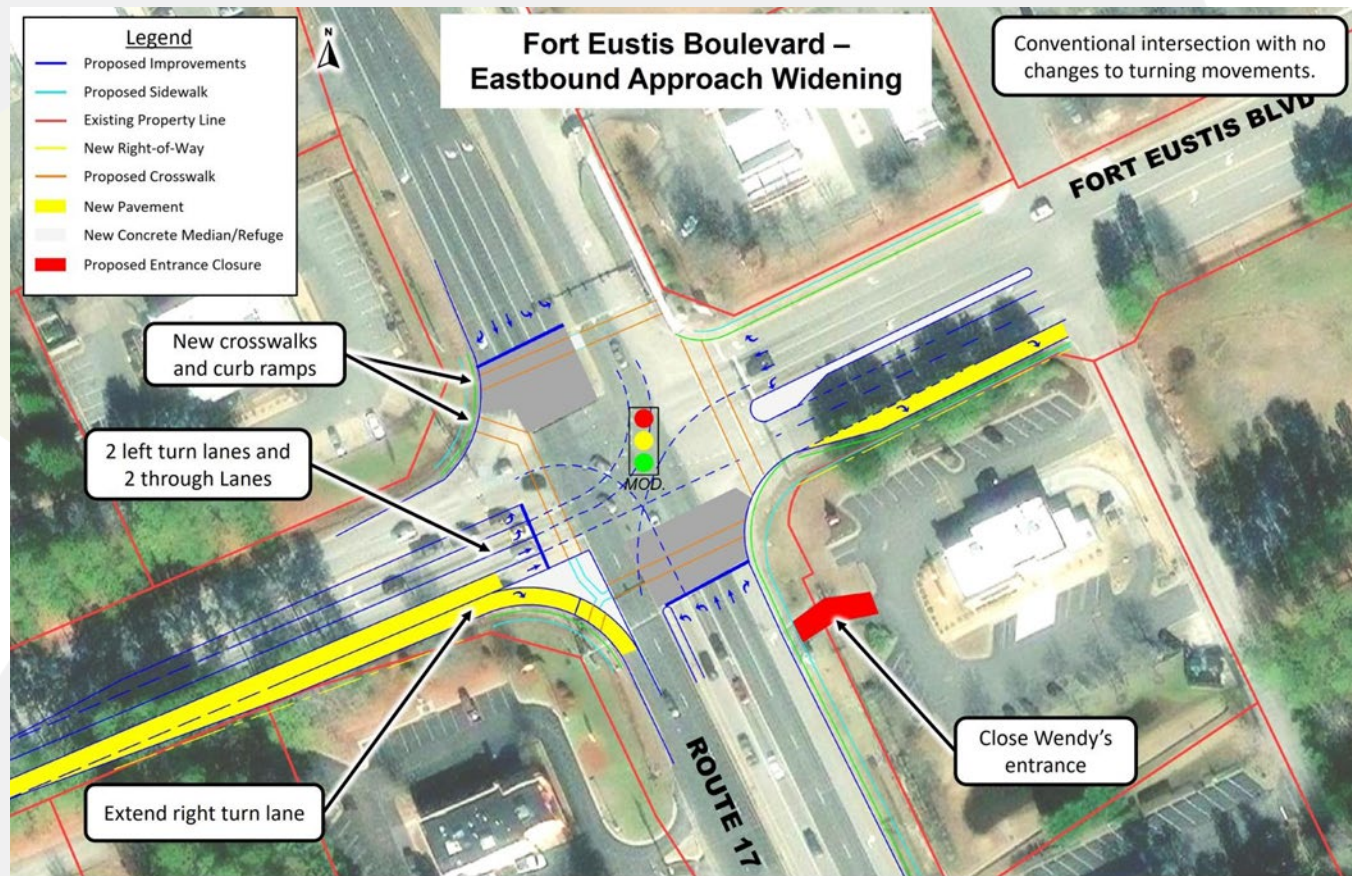 Legend
Proposed Improvements
Proposed Sidewalk
Existing Property Line
New Right-of-Way
Proposed Crosswalk
New Pavement
New Concrete Median/Refuge
Proposed Entrance Closure
N
Fort Eustis Boulevard –
Eastbound Approach Widening
Conventional intersection with no
changes to turning movements.
FORT EUSTIS BLVD
New crosswalks
and curb ramps
2 left turn lanes and
2 through Lanes
MOD.
Extend right turn lane
ROUTE 17
Close Wendy's
entrance